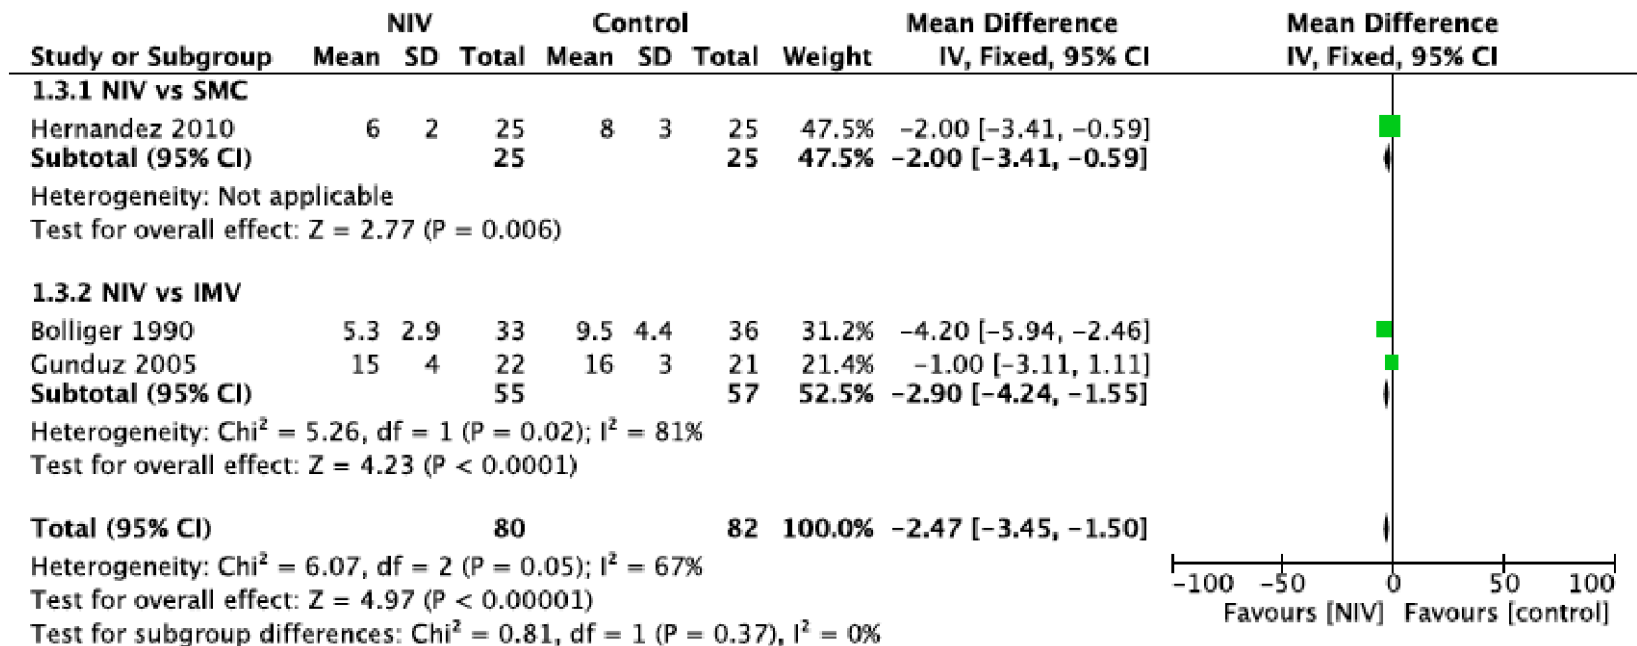 NIV Control Mean Difference Mean Difference
Study or Subgroup Mean SD Total Mean SD Total Weight IV, Fixed, 95% CI IV, Fixed, 95% CI
1.3.1 NIV vs SMC
Hernandez 2010 6 2 25 8 3 25 47.5% −2.00 [−3.41, −0.59]
Subtotal (95% CI) 25 25 47.5% −2.00 [−3.41, −0.59]
Heterogeneity: Not applicable
Test for overall effect: Z = 2.77 (P = 0.006)
1.3.2 NIV vs IMV
Bolliger 1990 5.3 2.9 33 9.5 4.4 36 31.2% −4.20 [−5.94, −2.46]
Gunduz 2005 15 4 22 16 3 21 21.4% −1.00 [−3.11, 1.11]
Subtotal (95% CI) 55 57 52.5% −2.90 [−4.24, −1.55]
Heterogeneity: Chi² = 5.26, df = 1 (P = 0.02); I² = 81%
Test for overall effect: Z = 4.23 (P < 0.0001)
Total (95% CI) 80 82 100.0% −2.47 [−3.45, −1.50]
Heterogeneity: Chi² = 6.07, df = 2 (P = 0.05); I² = 67%
Test for overall effect: Z = 4.97 (P < 0.00001)
Test for subgroup differences: Chi² = 0.81, df = 1 (P = 0.37), I² = 0%
−100 −50 0 50 100
Favours [NIV] Favours [control]